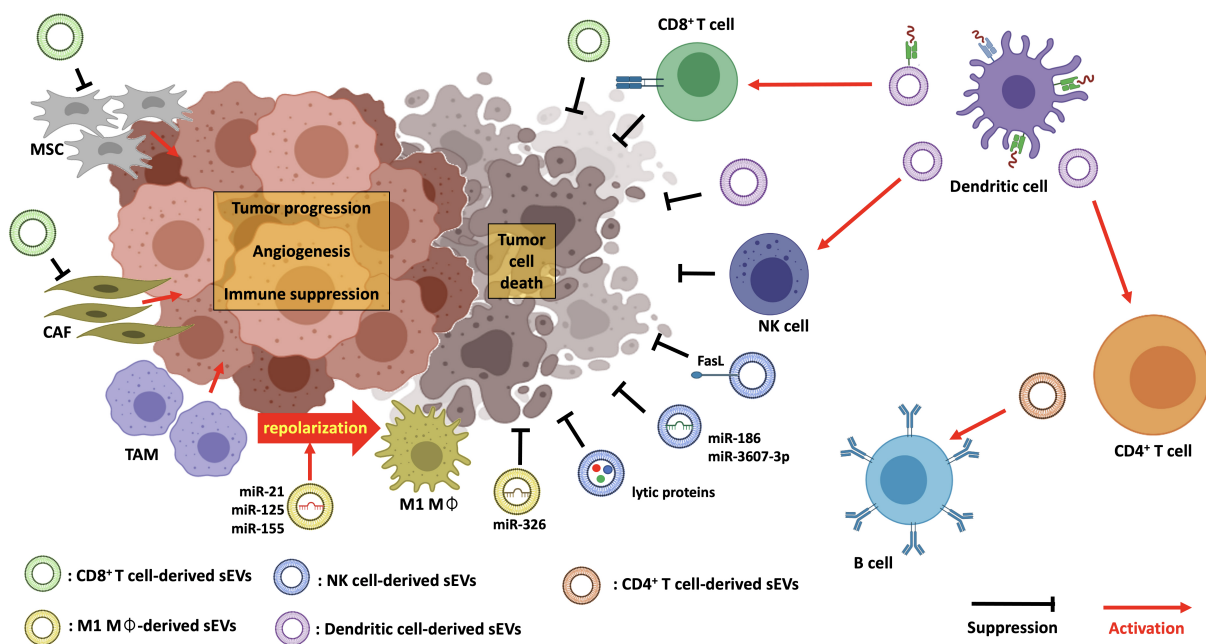 CD8⁺ T cell
MSC
Dendritic cell
Tumor progression
Angiogenesis
Immune suppression
Tumor
cell
death
NK cell
CAF
FasL
TAM
repolarization
miR-186
miR-3607-3p
CD4⁺ T cell
miR-21
miR-125
miR-155
M1 MΦ
miR-326
lytic proteins
B cell
: CD8⁺ T cell-derived sEVs
: NK cell-derived sEVs
: CD4⁺ T cell-derived sEVs
: M1 MΦ-derived sEVs
: Dendritic cell-derived sEVs
Suppression
Activation